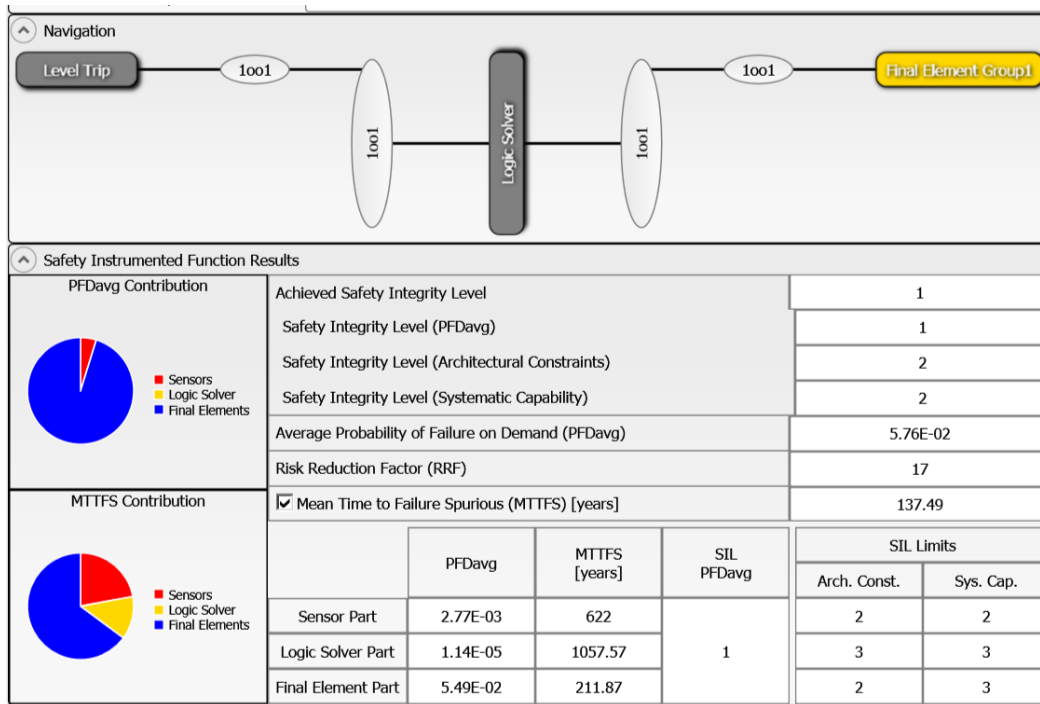 Navigation
Level Trip
1oo1
1oo1
Logic Solver
1oo1
1oo1
Final Element Group1
Safety Instrumented Function Results
PFDavg Contribution
Sensors
Logic Solver
Final Elements
MTTFS Contribution
Sensors
Logic Solver
Final Elements
Achieved Safety Integrity Level 1
Safety Integrity Level (PFDavg) 1
Safety Integrity Level (Architectural Constraints) 2
Safety Integrity Level (Systematic Capability) 2
Average Probability of Failure on Demand (PFDavg) 5.76E-02
Risk Reduction Factor (RRF) 17
Mean Time to Failure Spurious (MTTFS) [years] 137.49
PFDavg
MTTFS
[years]
SIL
PFDavg
SIL Limits
Arch. Const. Sys. Cap.
Sensor Part 2.77E-03 622 2 2
Logic Solver Part 1.14E-05 1057.57 1 3 3
Final Element Part 5.49E-02 211.87 2 3